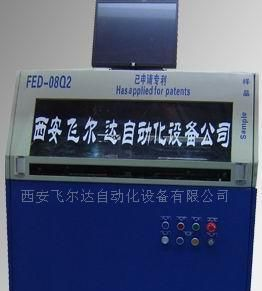 FED-08Q2
已申请专利
Has applied for patents
样品
Sample
西安飞尔达自动化设备公司
西安飞尔达自动化设备有限公司